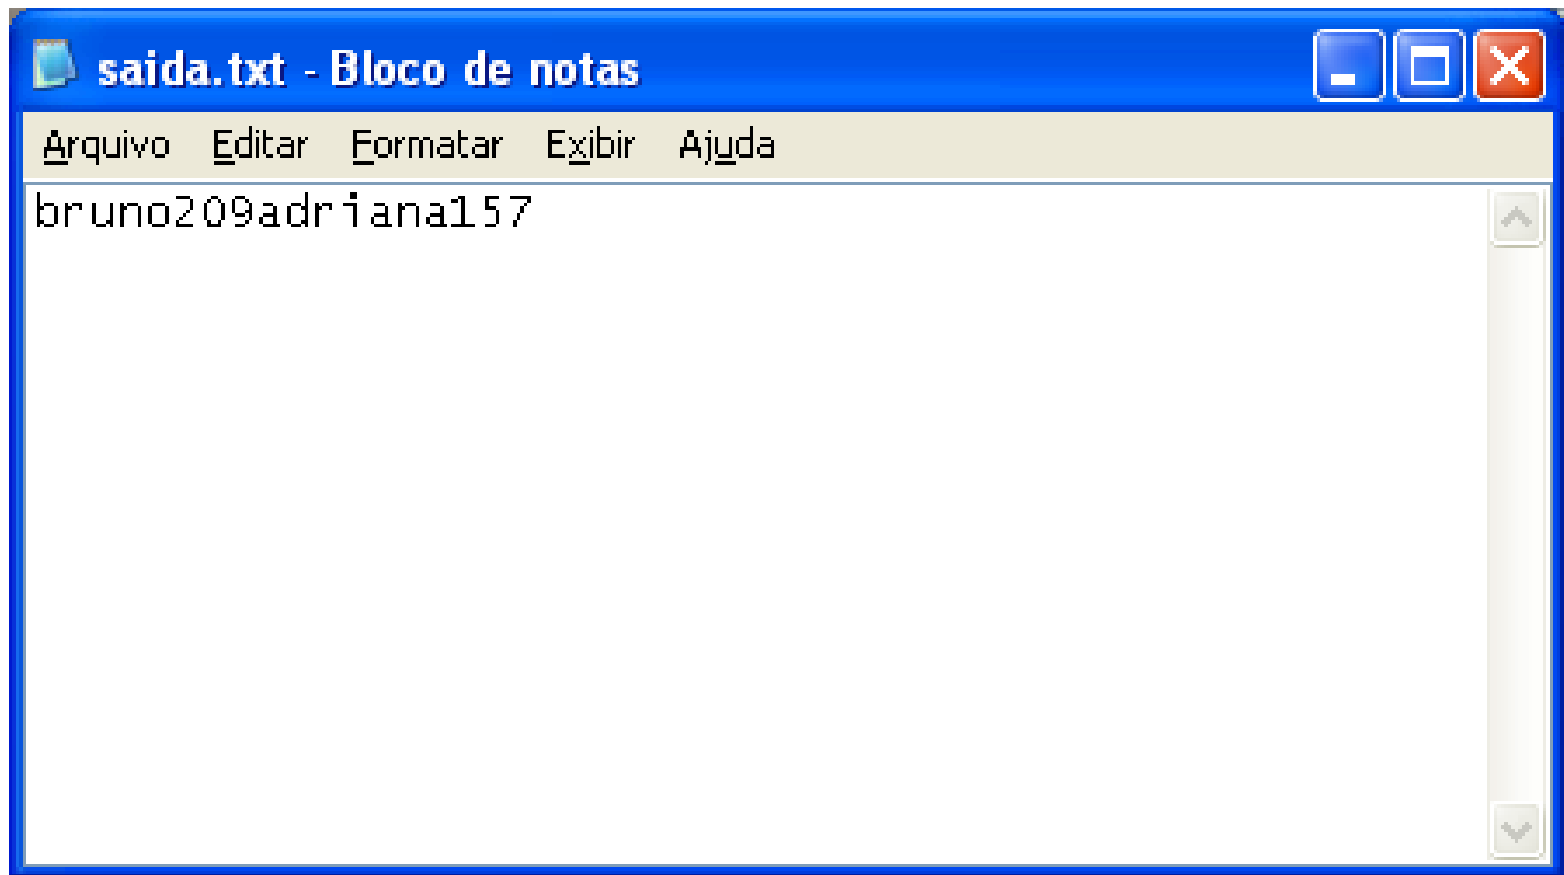 saida.txt - Bloco de notas
Arquivo Editar Formatar Exibir Ajuda
bruno209adriana157